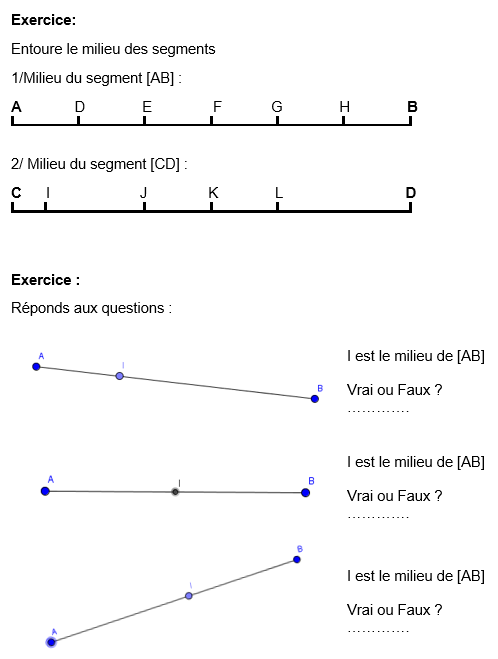 Exercice:
Entoure le milieu des segments
1/Milieu du segment [AB] :
A D E F G H B
2/ Milieu du segment [CD] :
C I J K L D
Exercice :
Réponds aux questions :
A I B
I est le milieu de [AB]
Vrai ou Faux ?
………….
A I B
I est le milieu de [AB]
Vrai ou Faux ?
………….
A I B
I est le milieu de [AB]
Vrai ou Faux ?
………….